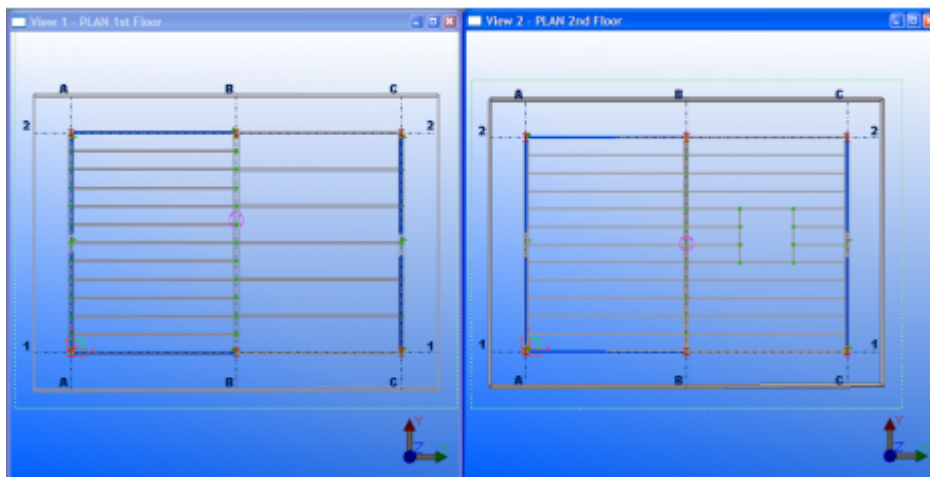 View 1 - PLAN 1st Floor
A B C
2 2
1 1
A B C
Y
Z
View 2 - PLAN 2nd Floor
A B C
2 2
1 1
A B C
Y
Z